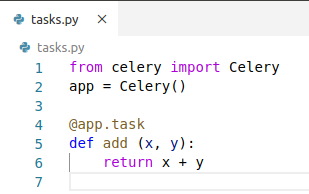 tasks.py ×
tasks.py
1 from celery import Celery
2 app = Celery()
3
4 @app.task
5 def add (x, y):
6     return x + y
7